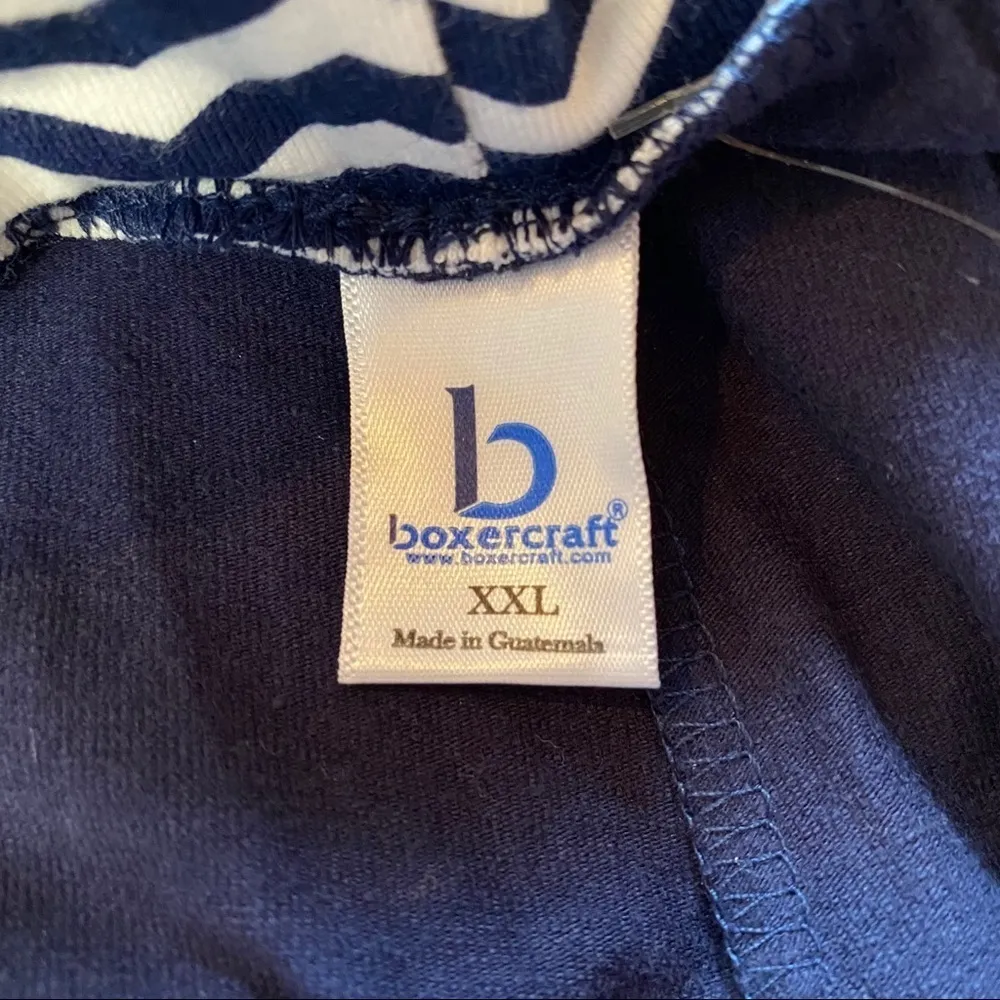 b
boxercraft®
www.boxercraft.com
XXL
Made in Guatemala